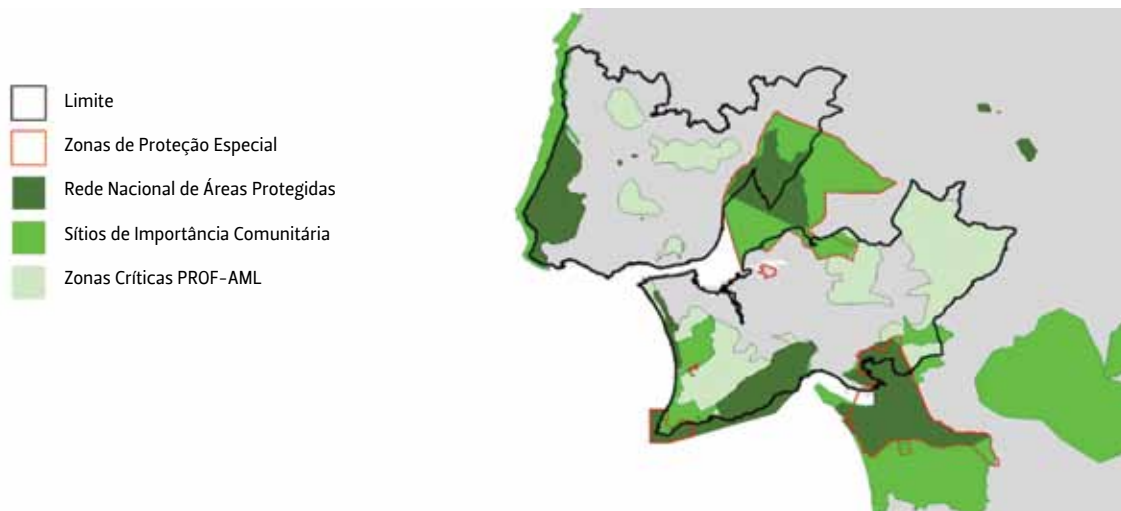 Limite
Zonas de Proteção Especial
Rede Nacional de Áreas Protegidas
Sítios de Importância Comunitária
Zonas Críticas PROF-AML